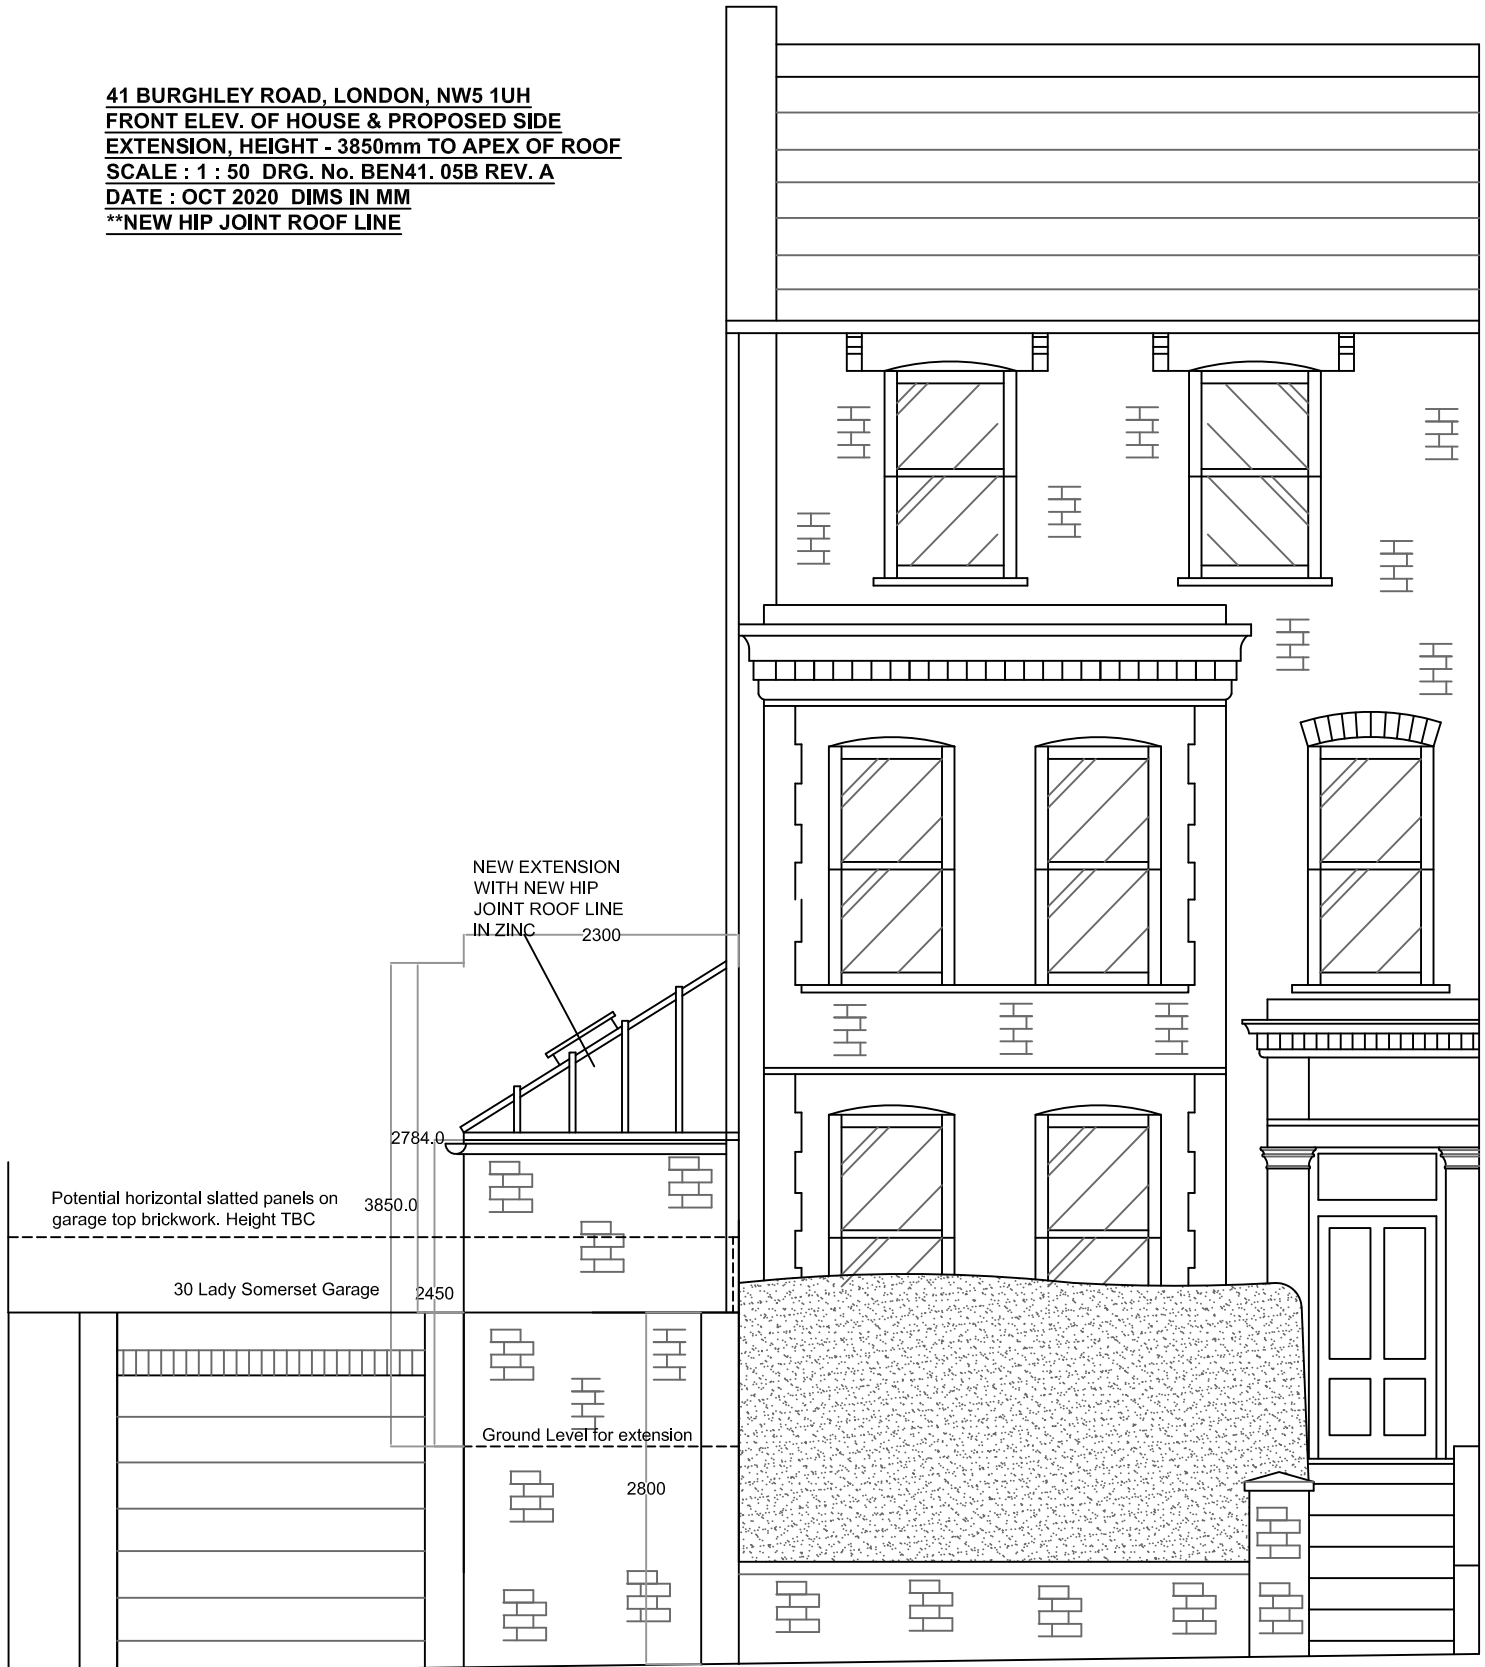 41 BURGHLEY ROAD, LONDON, NW5 1UH
FRONT ELEV. OF HOUSE & PROPOSED SIDE
EXTENSION, HEIGHT - 3850mm TO APEX OF ROOF
SCALE : 1 : 50 DRG. No. BEN41. 05B REV. A
DATE : OCT 2020 DIMS IN MM
**NEW HIP JOINT ROOF LINE
NEW EXTENSION
WITH NEW HIP
JOINT ROOF LINE
IN ZINC
2300
2784.0
3850.0
Potential horizontal slatted panels on
garage top brickwork. Height TBC
30 Lady Somerset Garage
2450
Ground Level for extension
2800